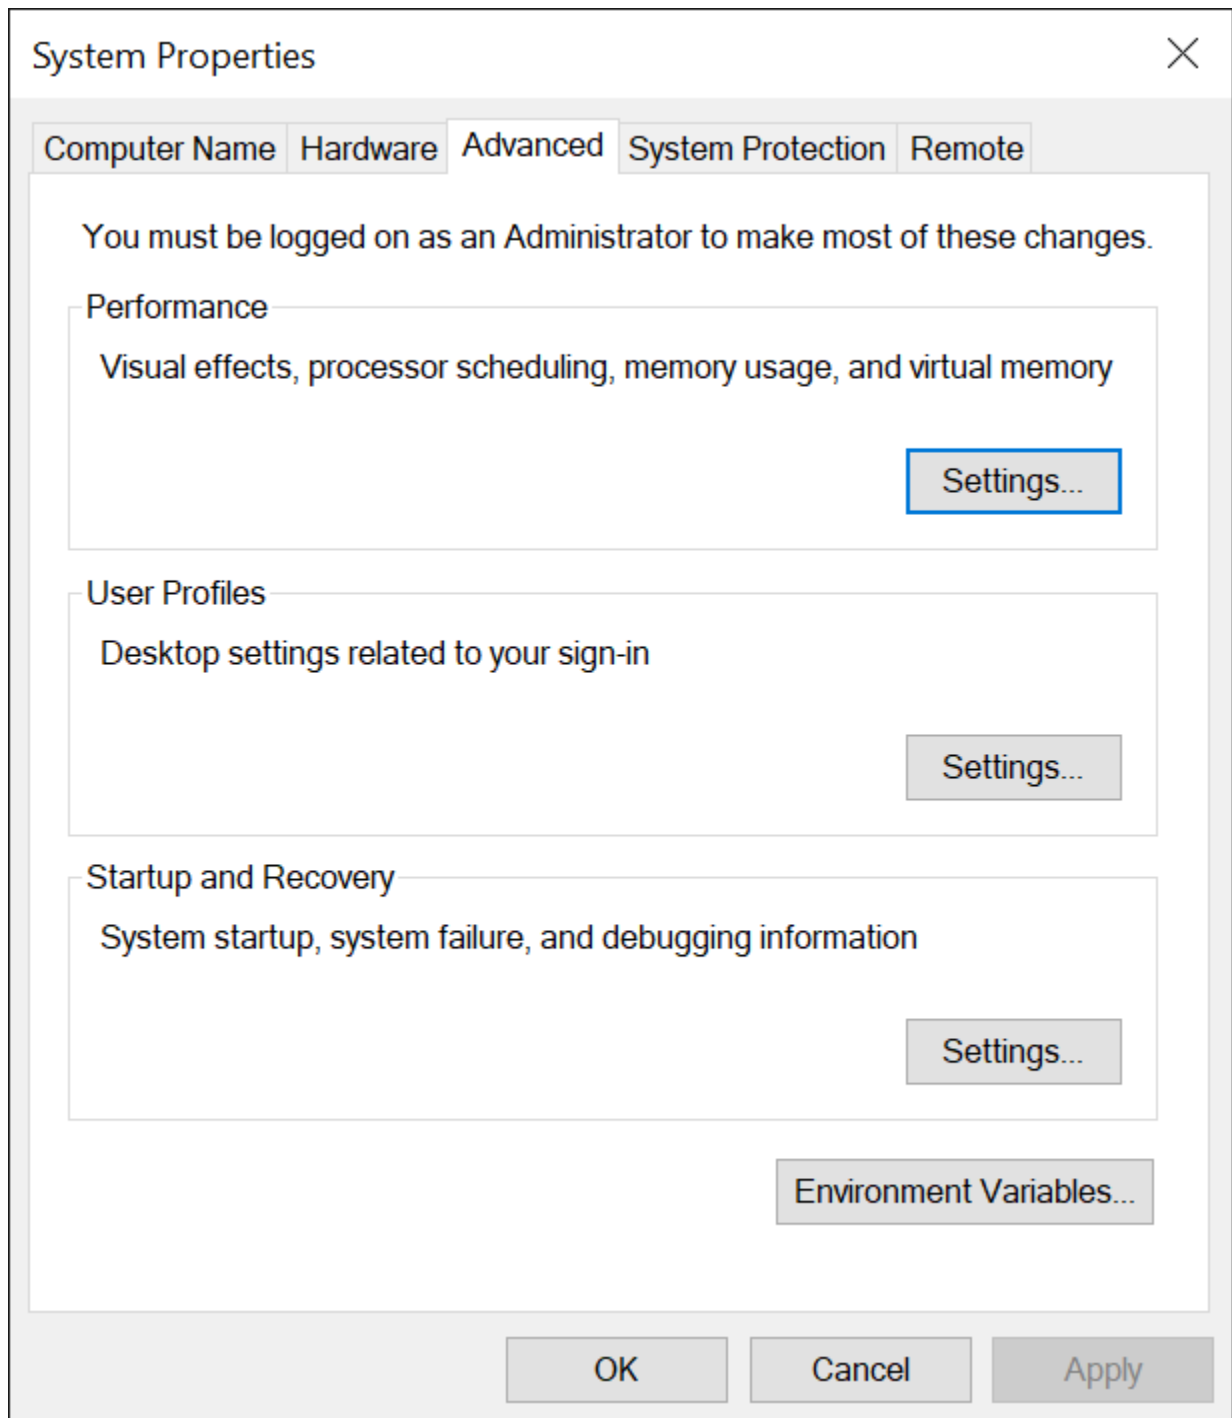 System Properties
Computer Name Hardware Advanced System Protection Remote
You must be logged on as an Administrator to make most of these changes.
Performance
Visual effects, processor scheduling, memory usage, and virtual memory
Settings...
User Profiles
Desktop settings related to your sign-in
Settings...
Startup and Recovery
System startup, system failure, and debugging information
Settings...
Environment Variables...
OK Cancel Apply